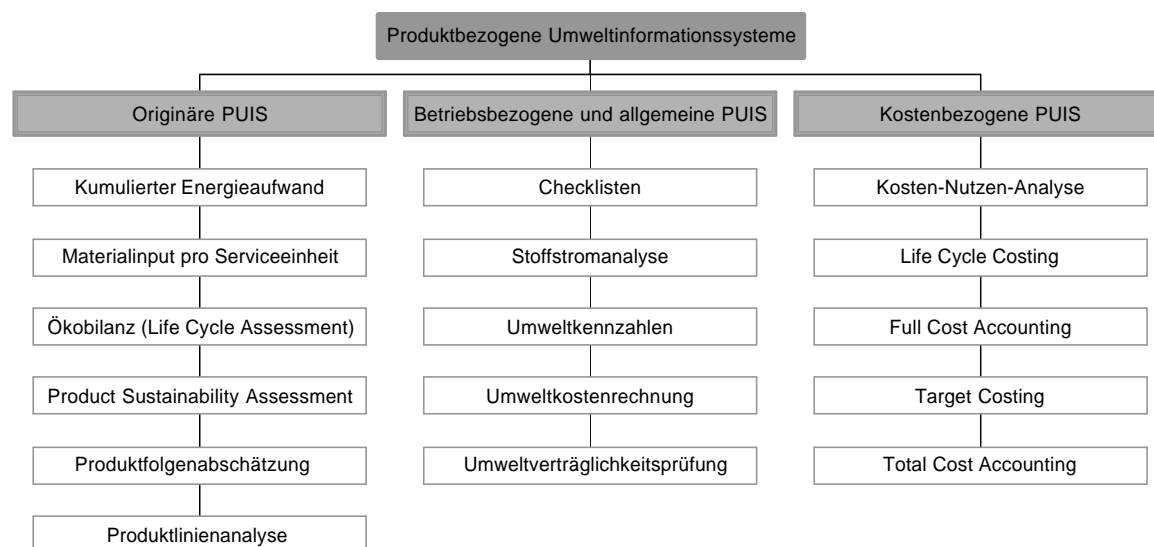 Produktbezogene Umweltinformationssysteme
Originäre PUIS
Betriebsbezogene und allgemeine PUIS
Kostenbezogene PUIS
Kumulierter Energieaufwand
Checklisten
Kosten-Nutzen-Analyse
Materialinput pro Serviceeinheit
Stoffstromanalyse
Life Cycle Costing
Ökobilanz (Life Cycle Assessment)
Umweltkennzahlen
Full Cost Accounting
Product Sustainability Assessment
Umweltkostenrechnung
Target Costing
Produktfolgenabschätzung
Umweltverträglichkeitsprüfung
Total Cost Accounting
Produktlinienanalyse